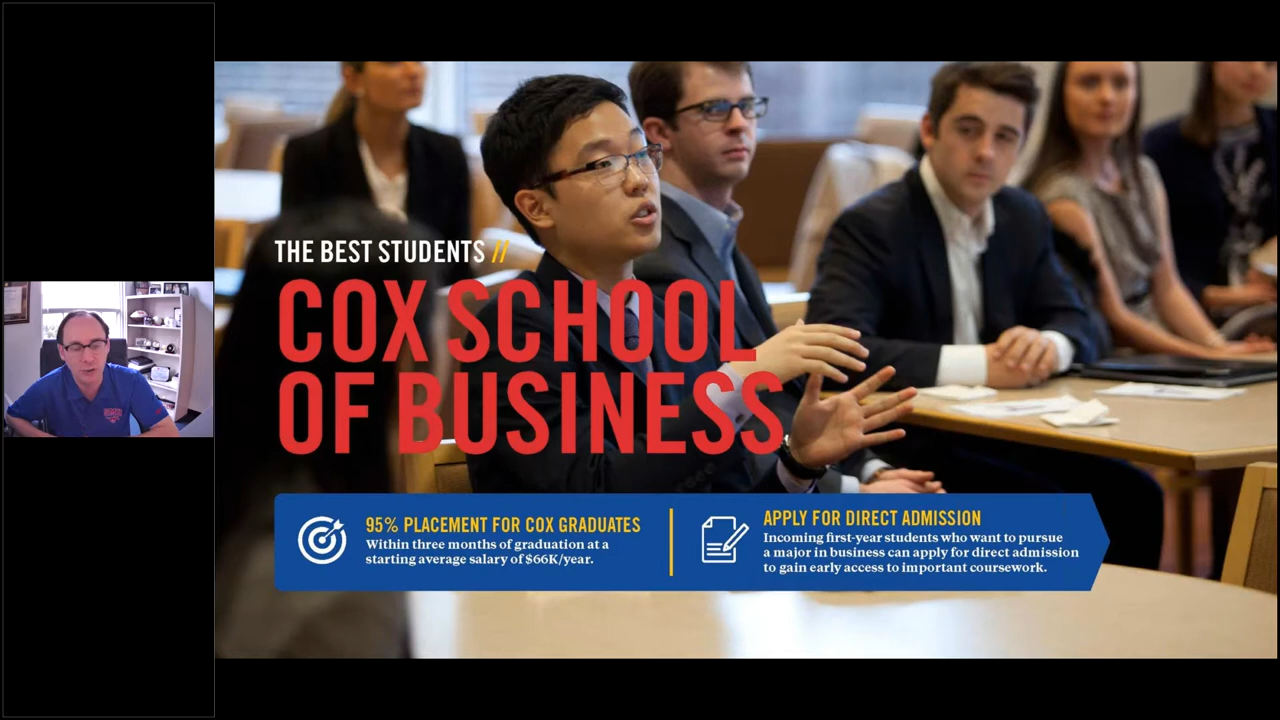 THE BEST STUDENTS //
COX SCHOOL
OF BUSINESS
95% PLACEMENT FOR COX GRADUATES
Within three months of graduation at a
starting average salary of $66K/year.
APPLY FOR DIRECT ADMISSION
Incoming first-year students who want to pursue
a major in business can apply for direct admission
to gain early access to important coursework.